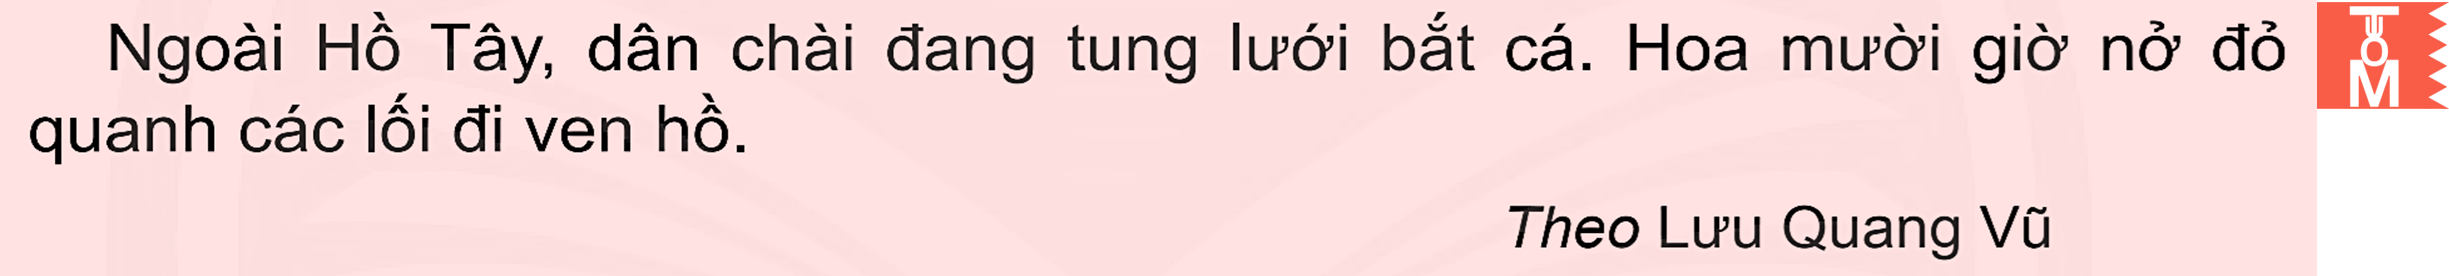 Ngoài Hồ Tây, dân chài đang tung lưới bắt cá. Hoa mười giờ nở đỏ
quanh các lối đi ven hồ.
Theo Lưu Quang Vũ
TÔM